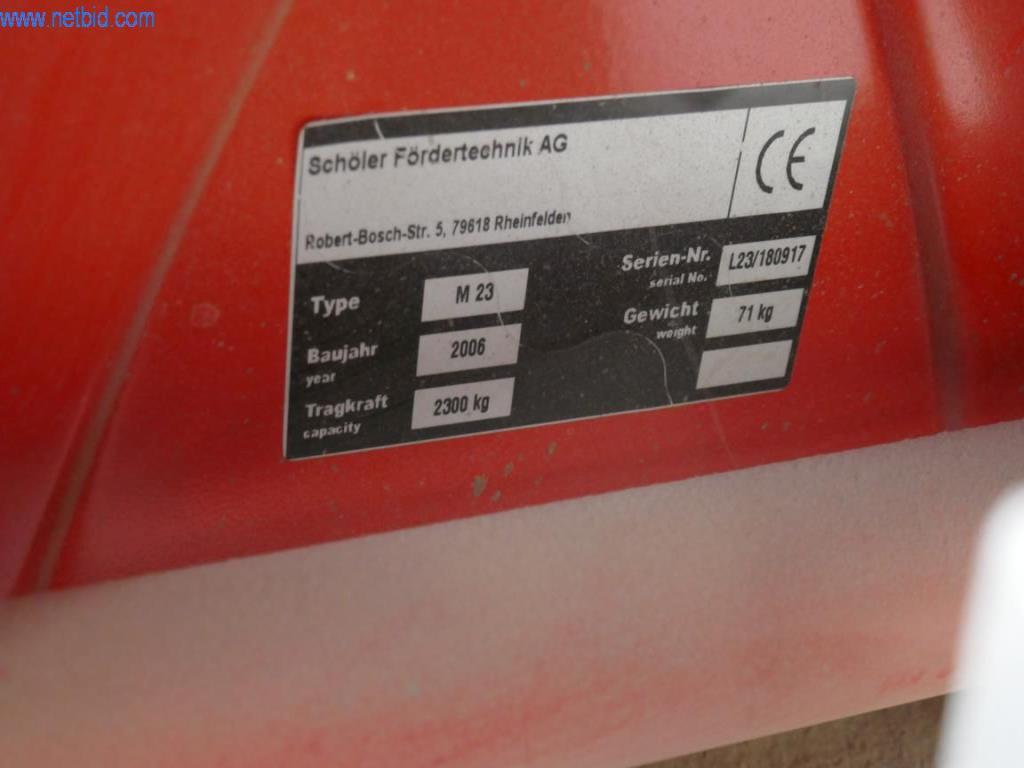 www.netbid.com
Schöler Fördertechnik AG
CE
Robert-Bosch-Str. 5, 79618 Rheinfelden
Type M 23
Baujahr 2006
year
Tragkraft 2300 kg
capacity
Serien-Nr. L23/180917
serial No.
Gewicht 71 kg
weight